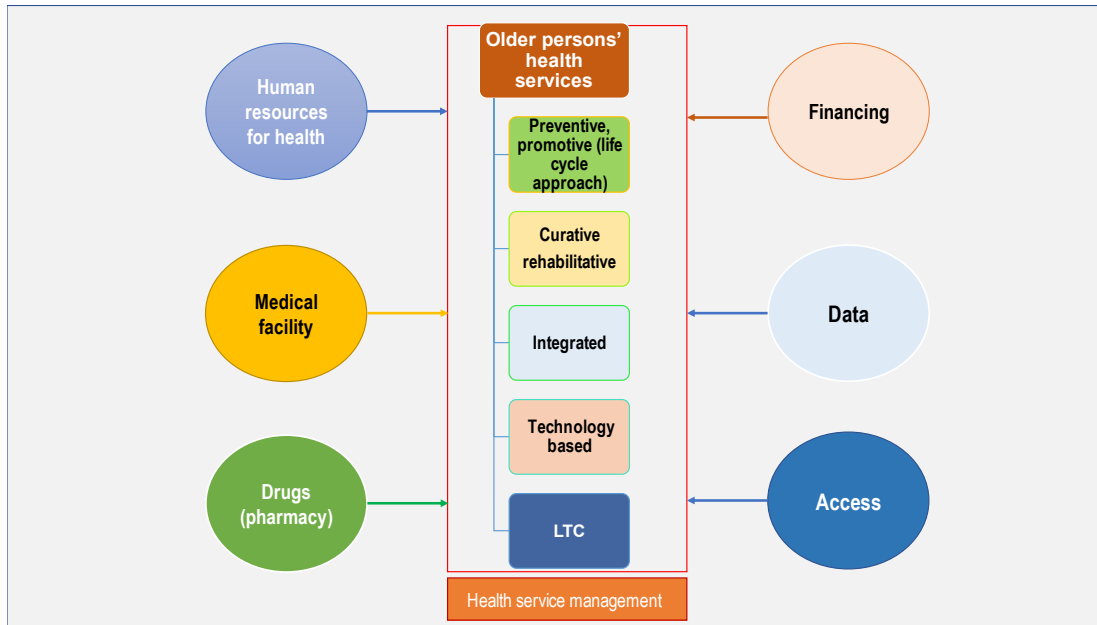 Older persons’
health
services
Human
resources
for health
Preventive,
promotive (life
cycle
approach)
Financing
Curative
rehabilitative
Medical
facility
Integrated
Data
Technology
based
Drugs
(pharmacy)
LTC
Access
Health service management